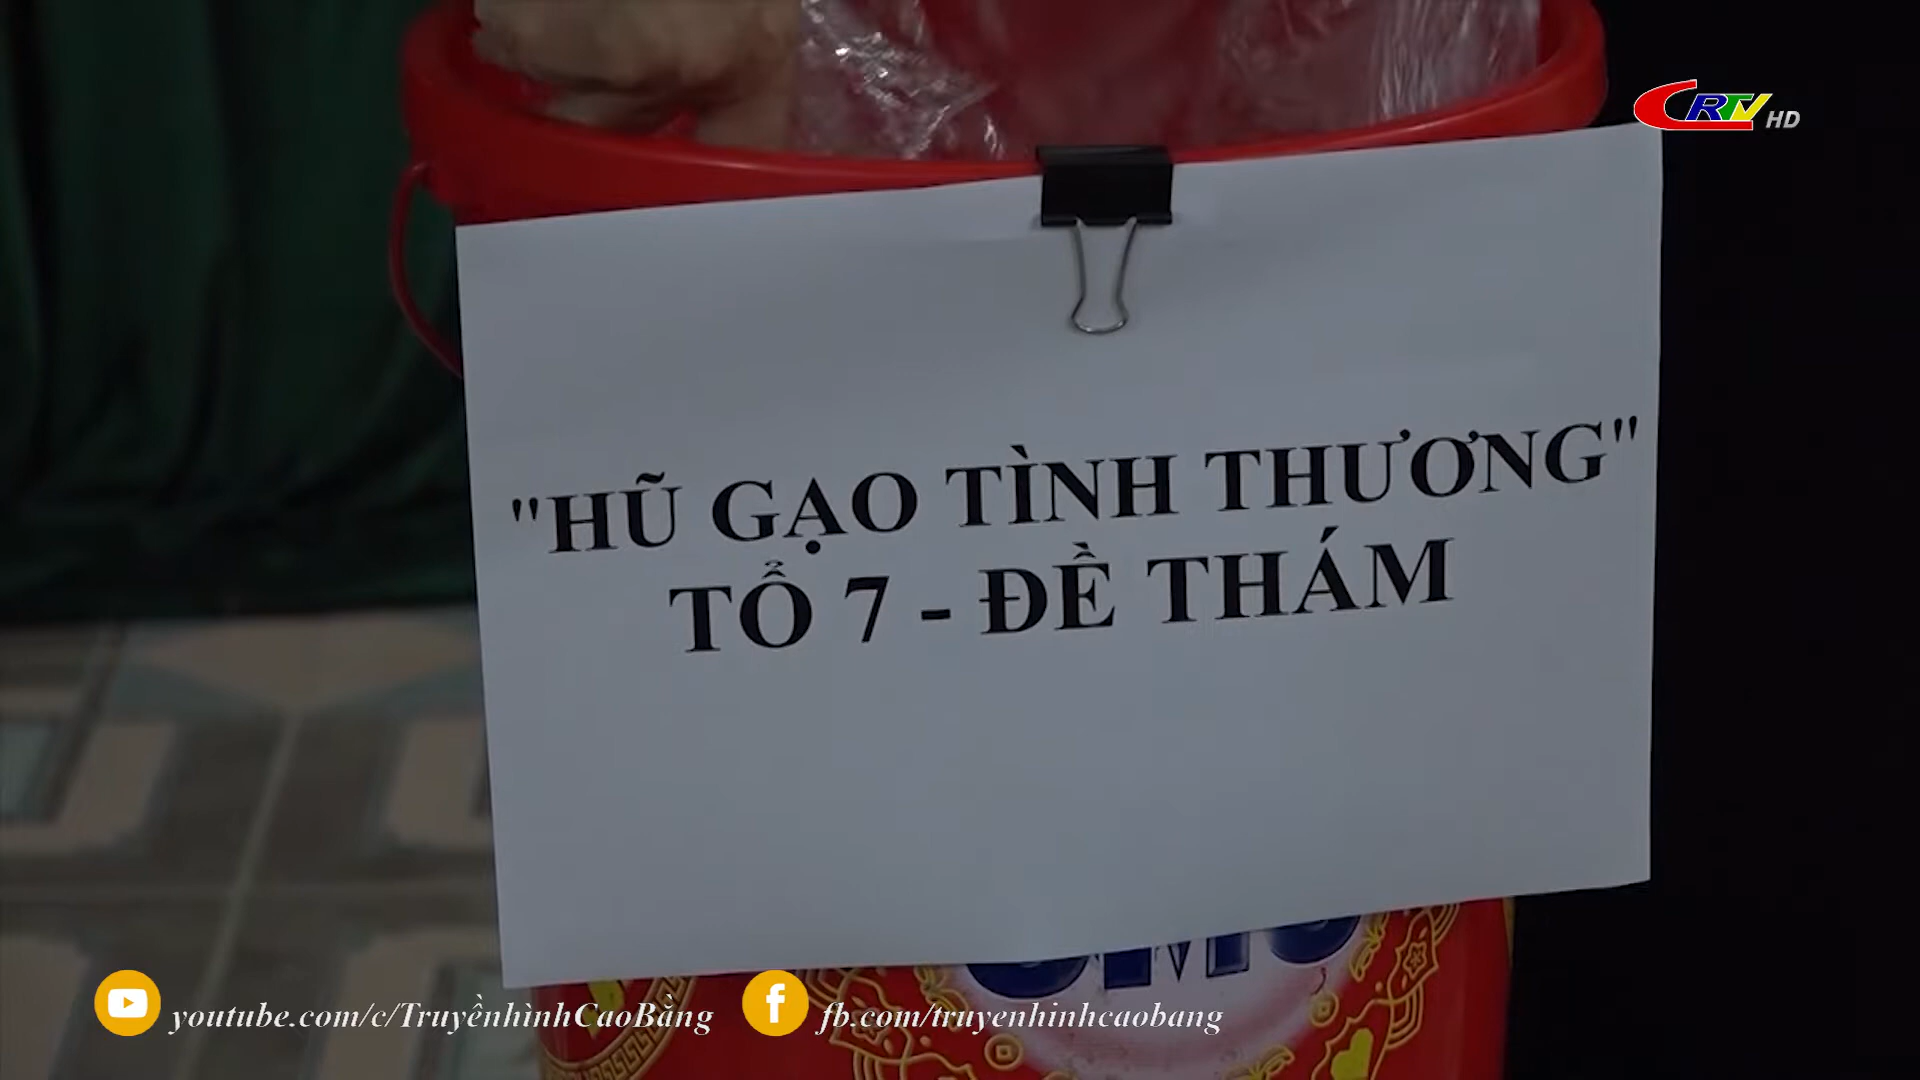 CRTV HD
"HŨ GẠO TÌNH THƯƠNG"
TỔ 7 - ĐỀ THÁM
youtube.com/c/TruyềnhìnhCaoBằng
fb.com/truyenhinhcaobang